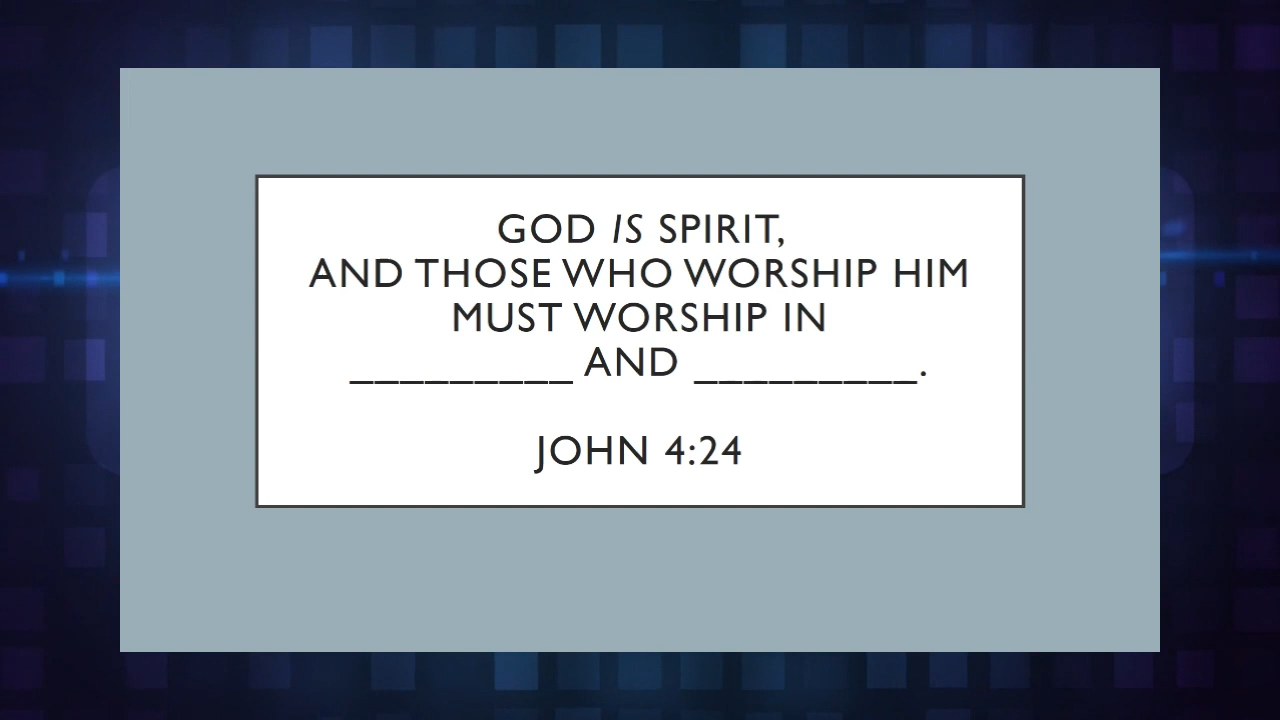 GOD IS SPIRIT,
AND THOSE WHO WORSHIP HIM
MUST WORSHIP IN
_________ AND _________.
JOHN 4:24